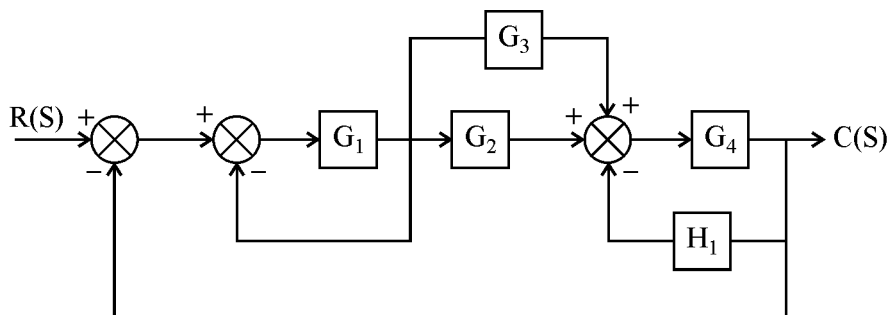 G3
R(S) + − + − G1 G2 + + − G4 C(S)
H1